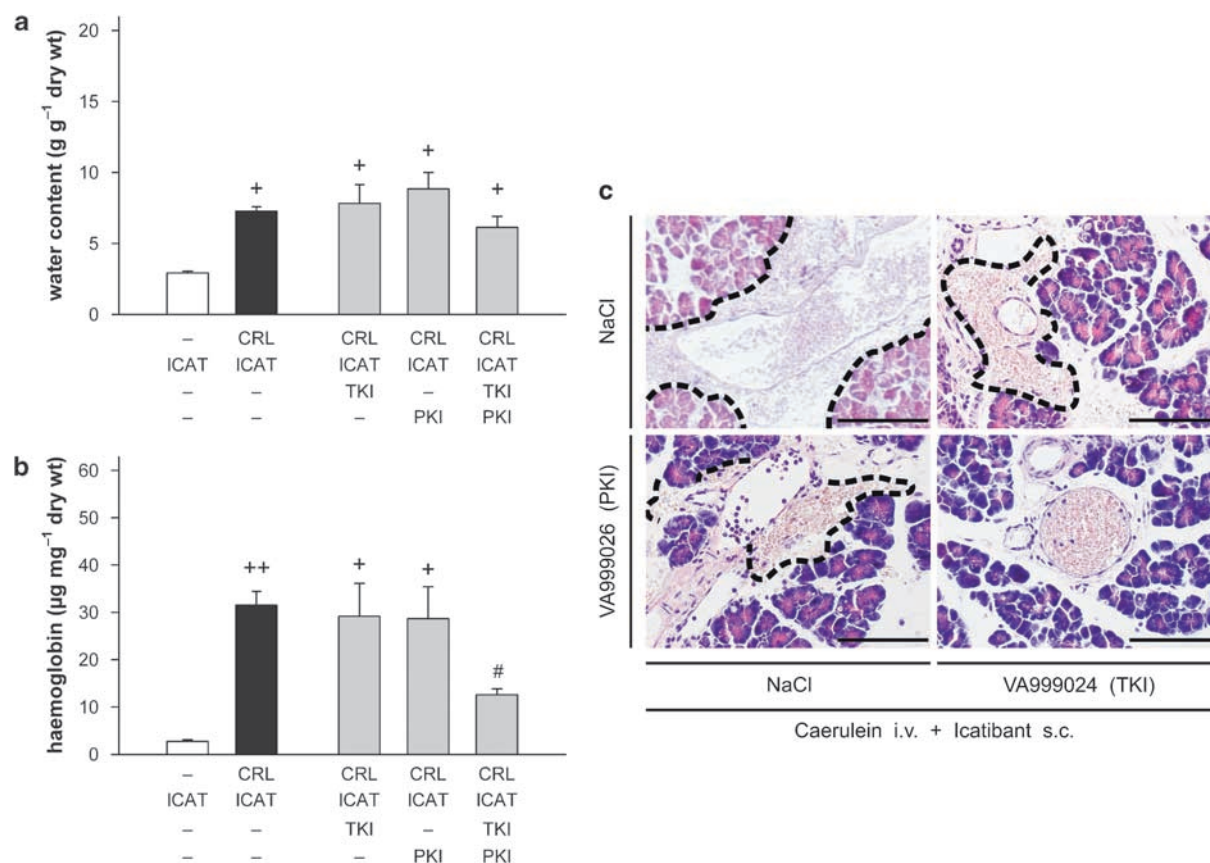 a
water content (g g⁻¹ dry wt)
20
15
10
5
0
+
+
+
+
– CRL CRL CRL CRL
ICAT ICAT ICAT ICAT ICAT
– – TKI – TKI
– – – PKI PKI
b
haemoglobin (µg mg⁻¹ dry wt)
60
50
40
30
20
10
0
++
+
+
#
– CRL CRL CRL CRL
ICAT ICAT ICAT ICAT ICAT
– – TKI – TKI
– – – PKI PKI
c
NaCl
VA999026 (PKI)
NaCl VA999024 (TKI)
Caerulein i.v. + Icatibant s.c.